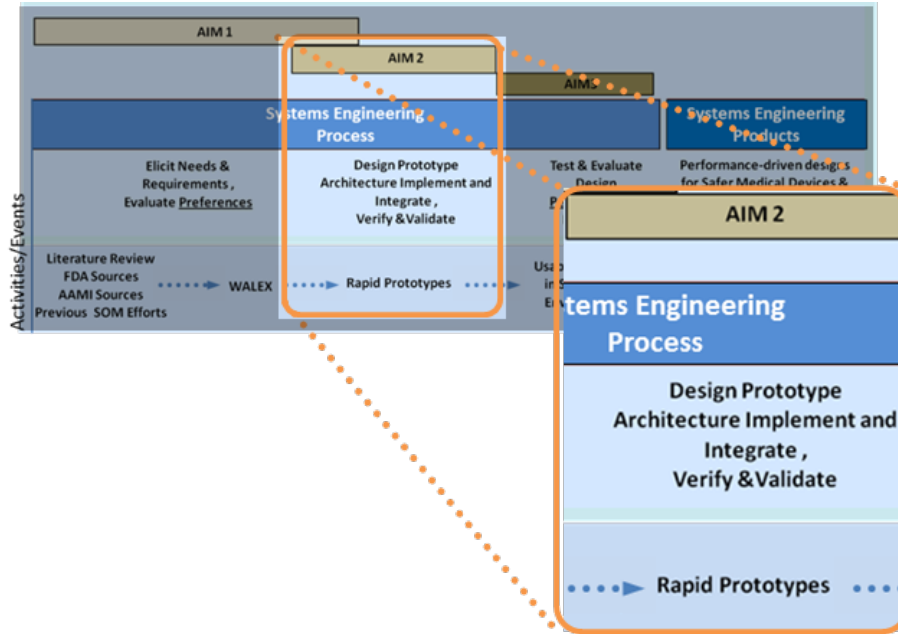 AIM 1
AIM 2
AIM3
Systems Engineering
Process
Systems Engineering
Products
Elicit Needs &
Requirements ,
Evaluate Preferences
Design Prototype
Architecture Implement and
Integrate ,
Verify &Validate
Test & Evaluate
Design
Performance-driven designs
for Safer Medical Devices &
Activities/Events
Literature Review
FDA Sources
AAMI Sources
Previous SOM Efforts
WALEX
Rapid Prototypes
AIM 2
tems Engineering
Process
Design Prototype
Architecture Implement and
Integrate ,
Verify &Validate
Rapid Prototypes